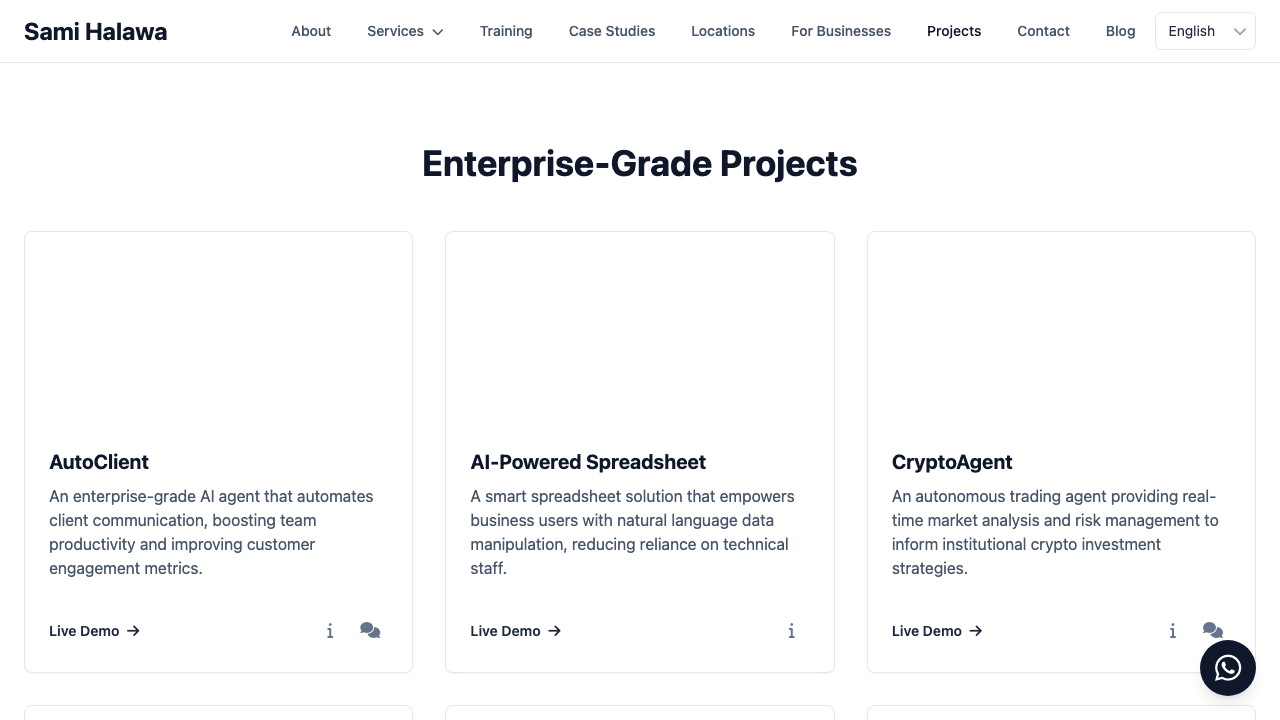 Sami Halawa
About
Services
Training
Case Studies
Locations
For Businesses
Projects
Contact
Blog
English
Enterprise-Grade Projects
AutoClient
An enterprise-grade AI agent that automates
client communication, boosting team
productivity and improving customer
engagement metrics.
Live Demo →
AI-Powered Spreadsheet
A smart spreadsheet solution that empowers
business users with natural language data
manipulation, reducing reliance on technical
staff.
Live Demo →
CryptoAgent
An autonomous trading agent providing real-
time market analysis and risk management to
inform institutional crypto investment
strategies.
Live Demo →